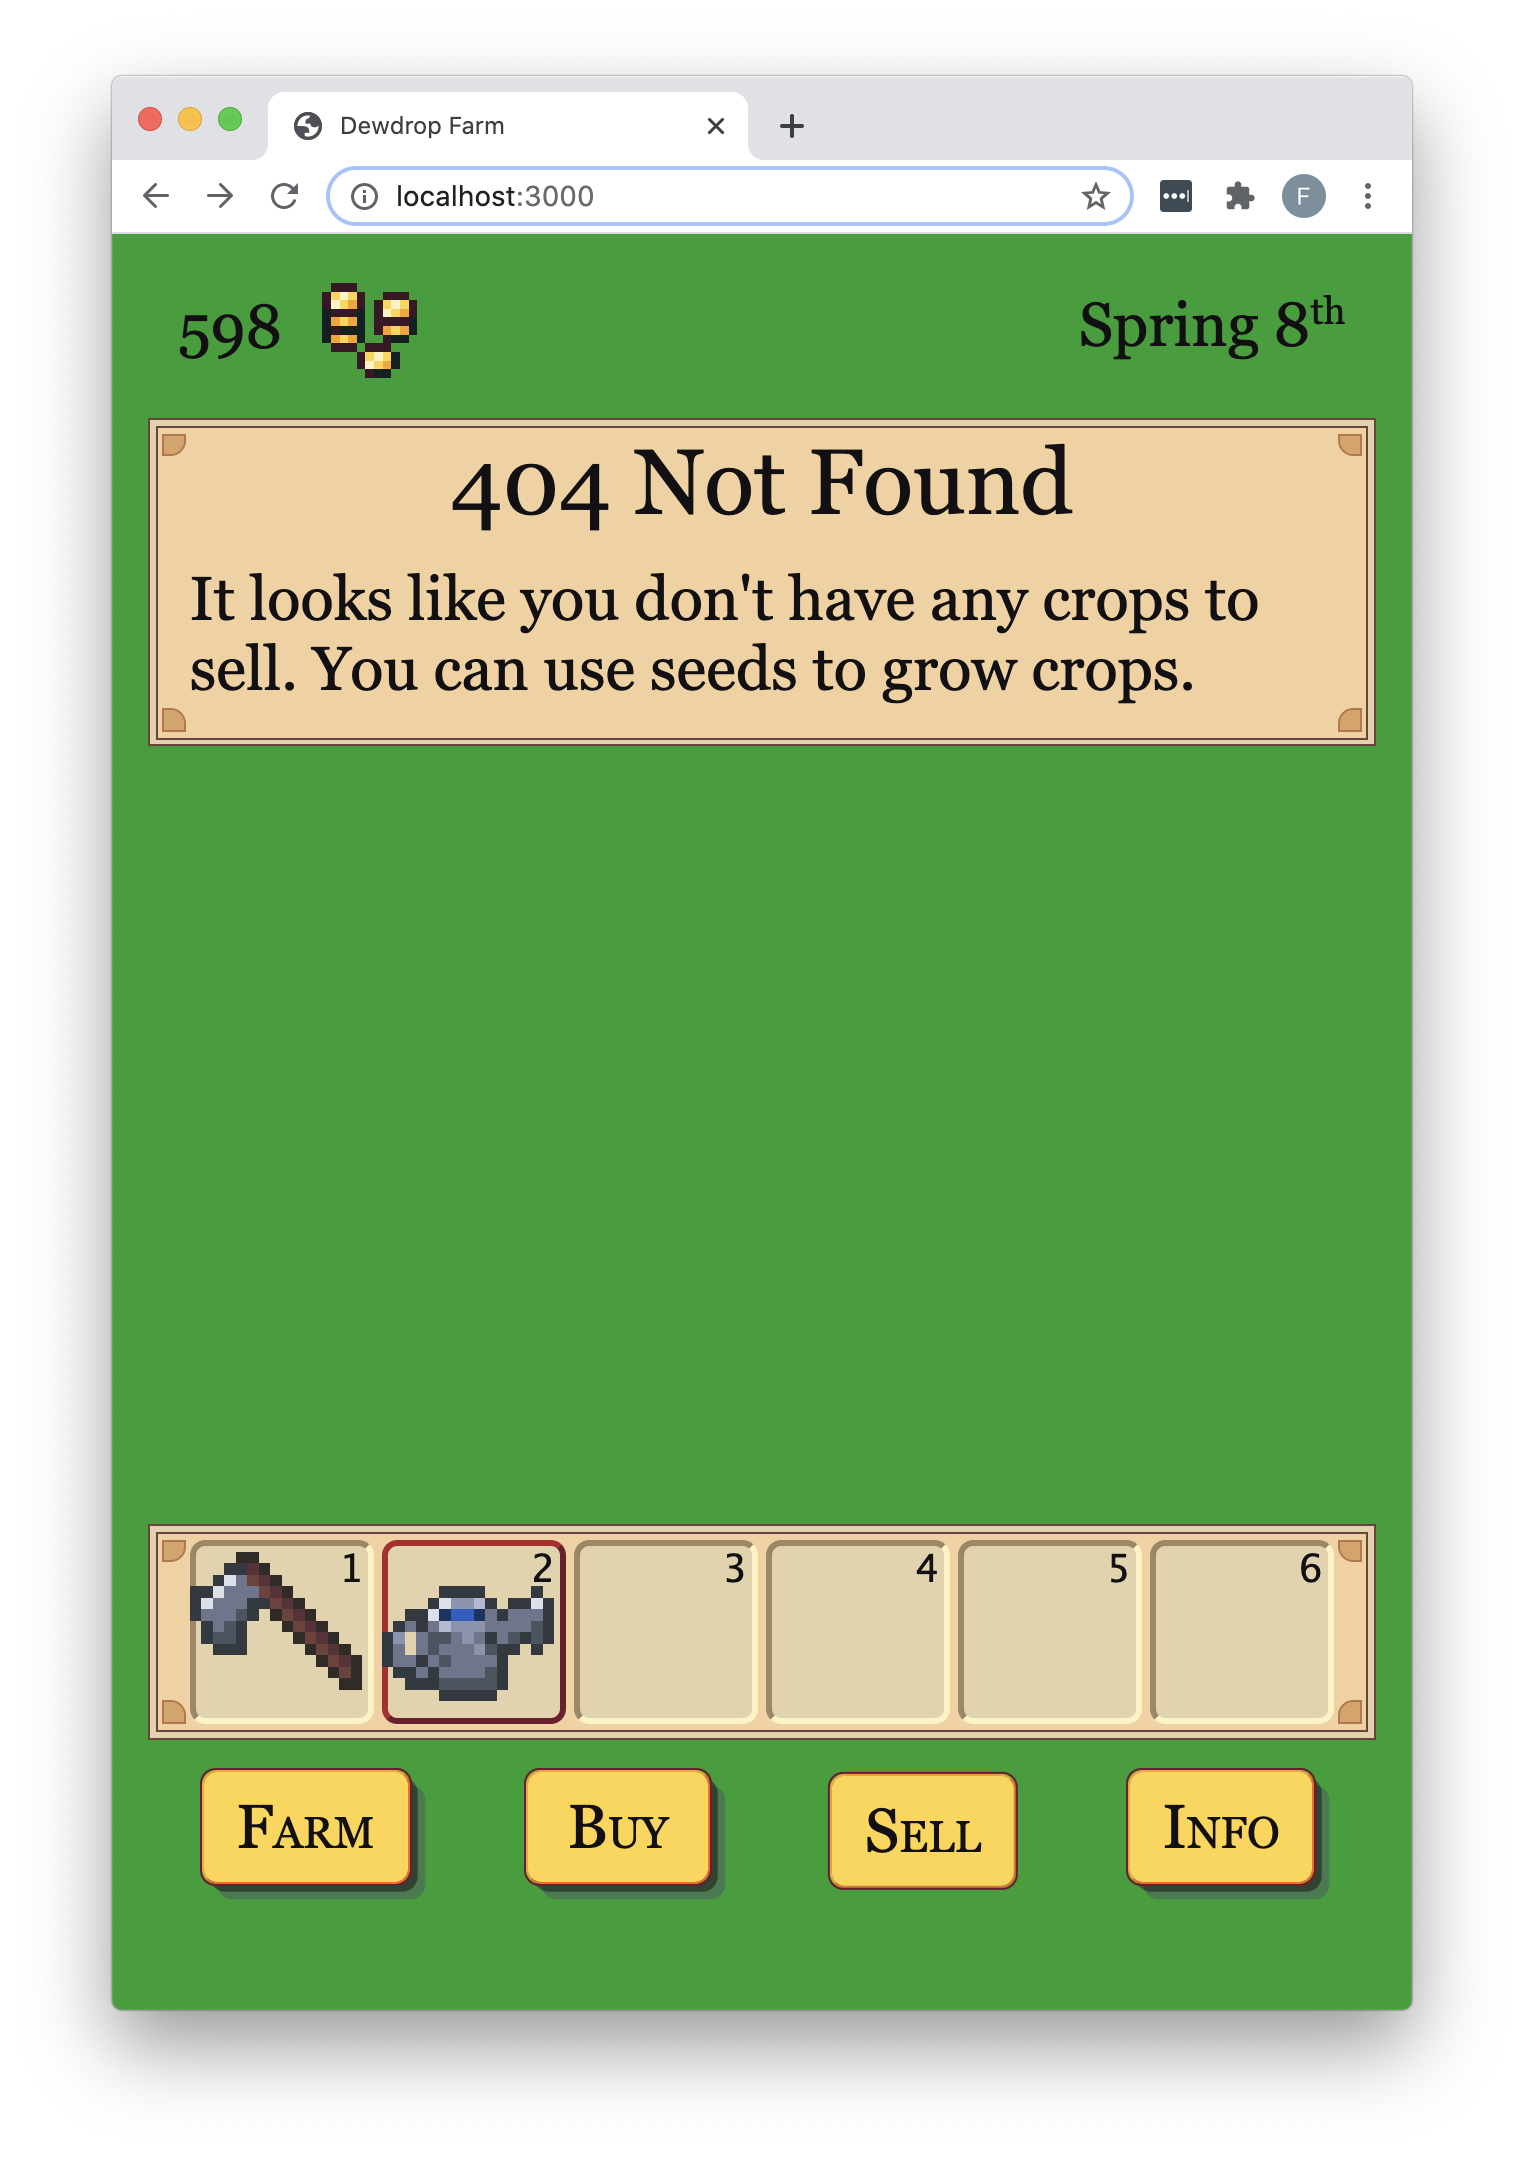 Dewdrop Farm
localhost:3000
F
598
Spring 8th
404 Not Found
It looks like you don't have any crops to
sell. You can use seeds to grow crops.
1 2 3 4 5 6
Farm Buy Sell Info